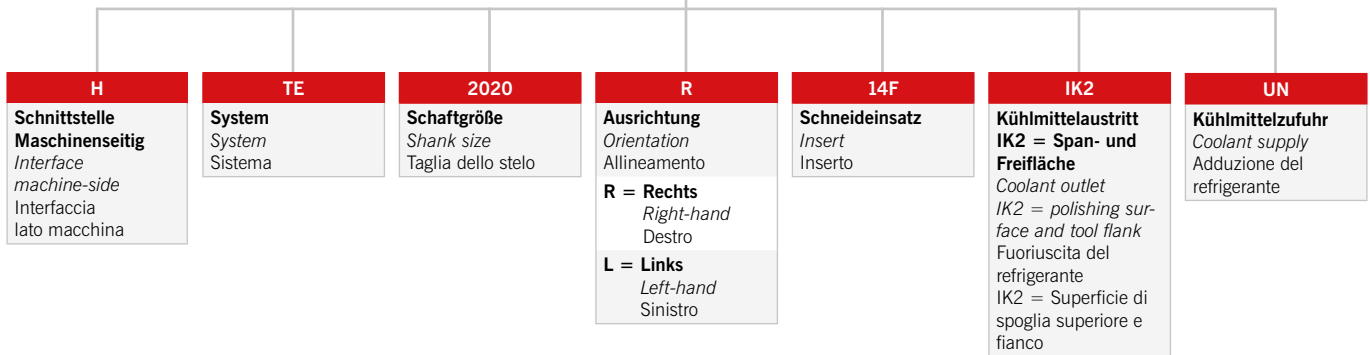 H
Schnittstelle
Maschinenseitig
Interface
machine-side
Interfaccia
lato macchina
TE
System
System
Sistema
2020
Schaftgröße
Shank size
Taglia dello stelo
R
Ausrichtung
Orientation
Allineamento
R = Rechts
Right-hand
Destro
L = Links
Left-hand
Sinistro
14F
Schneideinsatz
Insert
Inserto
IK2
Kühlmittelaustritt
IK2 = Span- und
Freifläche
Coolant outlet
IK2 = polishing sur-
face and tool flank
Fuoriuscita del
refrigerante
IK2 = Superficie di
spoglia superiore e
fianco
UN
Kühlmittelzufuhr
Coolant supply
Adduzione del
refrigerante